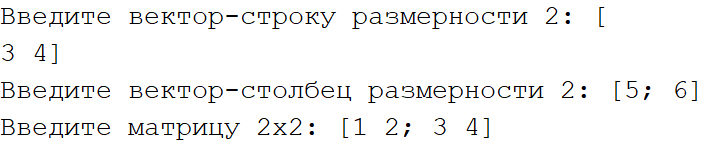 Введите вектор-строку размерности 2: [
3 4]
Введите вектор-столбец размерности 2: [5; 6]
Введите матрицу 2x2: [1 2; 3 4]